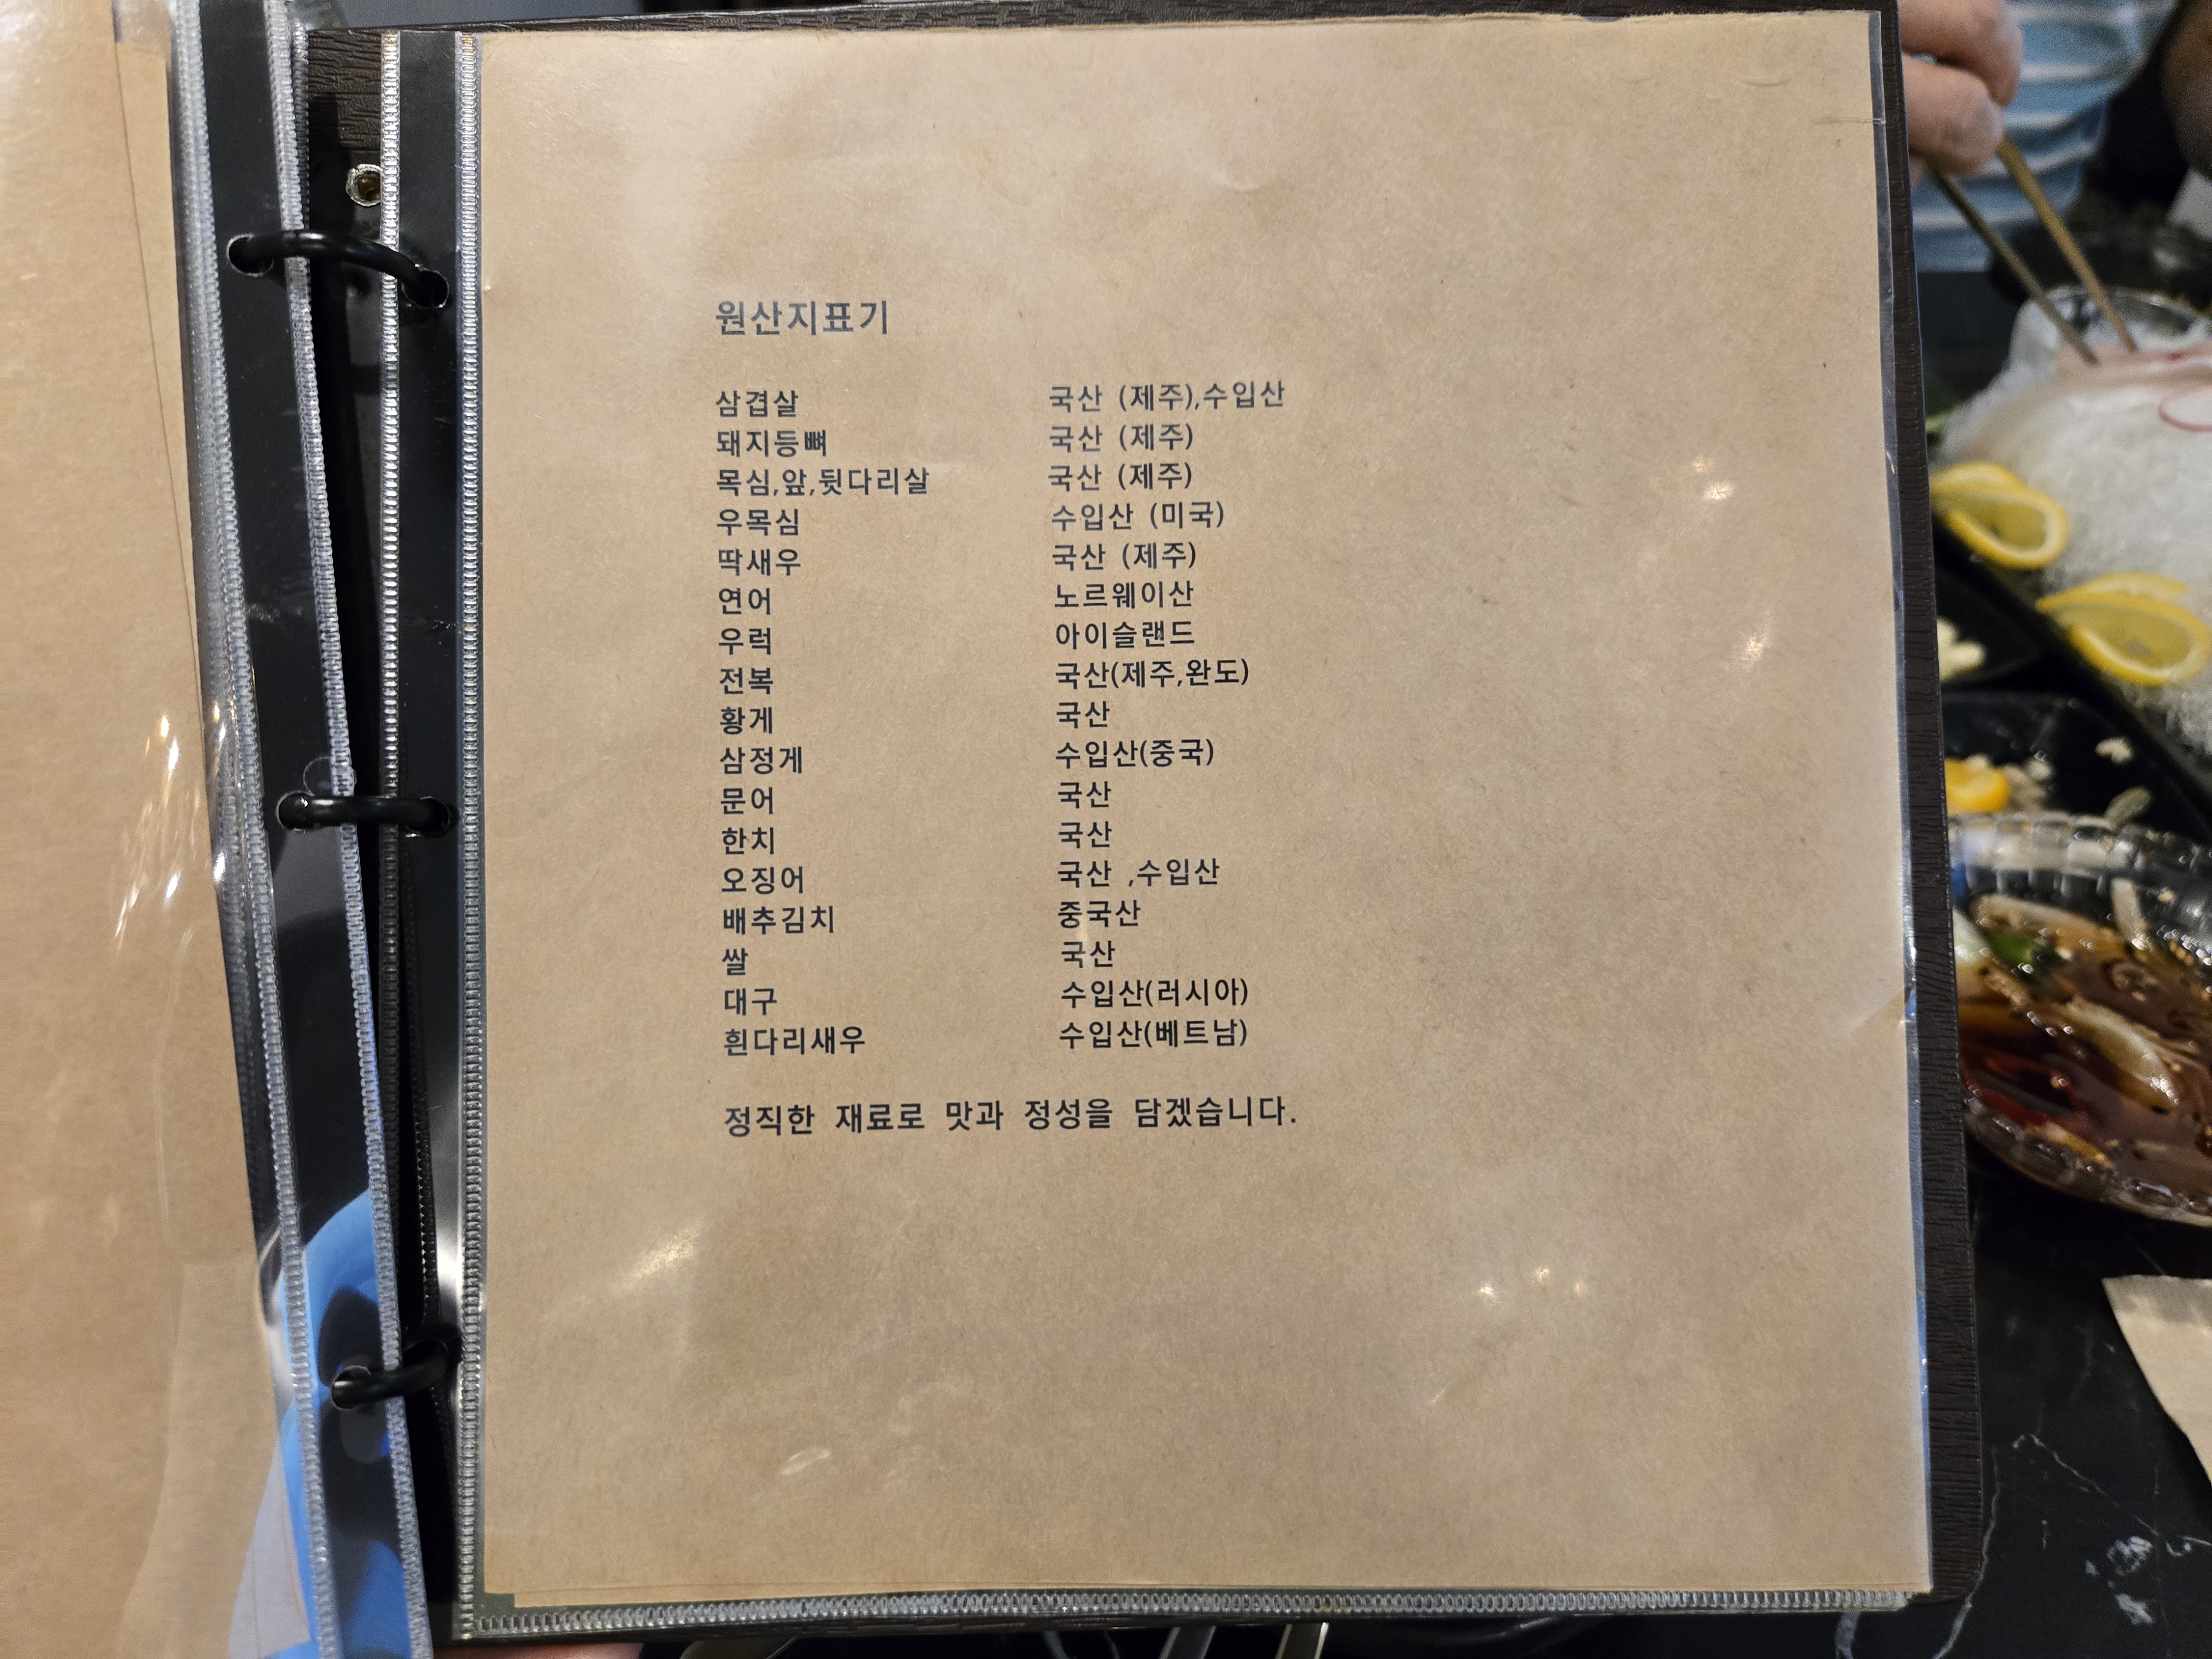 원산지표기
삼겹살 국산 (제주),수입산
돼지등뼈 국산 (제주)
목심,앞,뒷다리살 국산 (제주)
우목심 수입산 (미국)
딱새우 국산 (제주)
연어 노르웨이산
우럭 아이슬랜드
전복 국산(제주,완도)
황게 국산
삼정게 수입산(중국)
문어 국산
한치 국산
오징어 국산 ,수입산
배추김치 중국산
쌀 국산
대구 수입산(러시아)
흰다리새우 수입산(베트남)
정직한 재료로 맛과 정성을 담겠습니다.